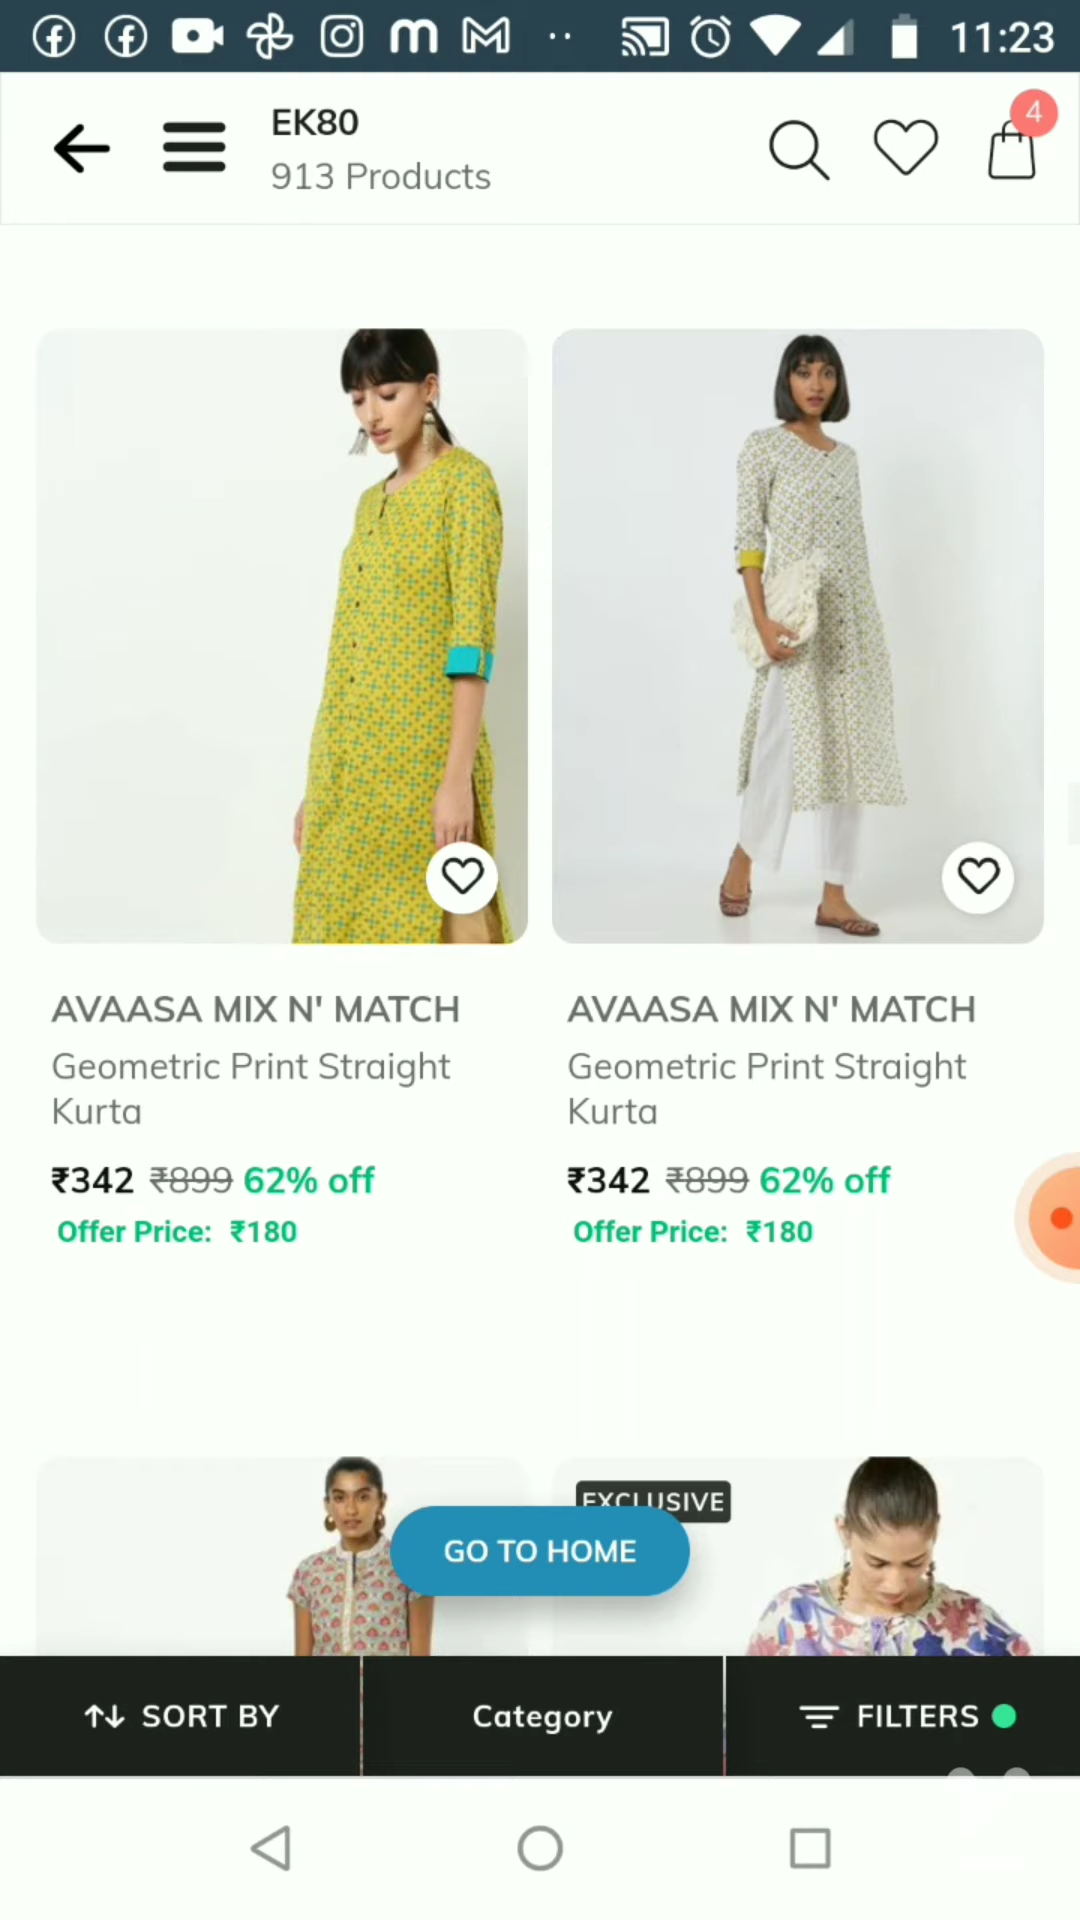 11:23
EK80
913 Products
4
AVAASA MIX N' MATCH
Geometric Print Straight
Kurta
₹342 ₹899 62% off
Offer Price: ₹180
AVAASA MIX N' MATCH
Geometric Print Straight
Kurta
₹342 ₹899 62% off
Offer Price: ₹180
EXCLUSIVE
GO TO HOME
SORT BY
Category
FILTERS